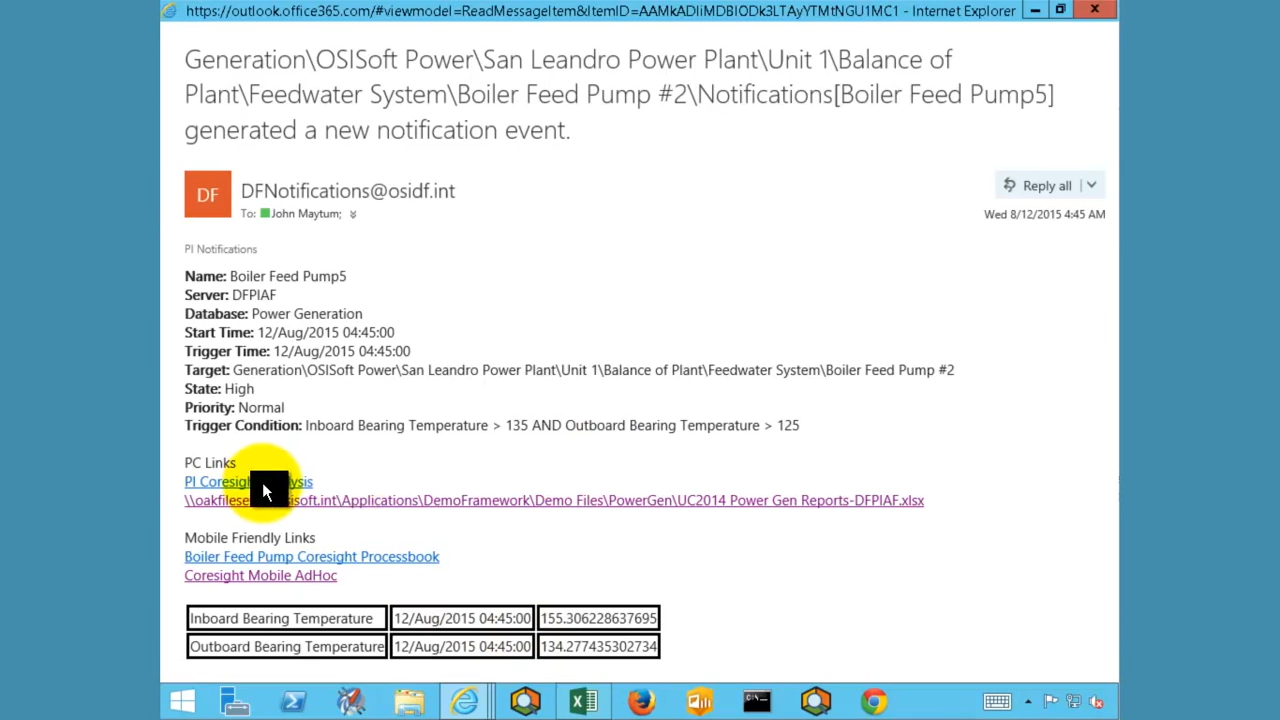 https://outlook.office365.com/#viewmodel=ReadMessageItem&ItemID=AAMkADIiMDBIODk3LTAyYTMtNGU1MC1 - Internet Explorer
Generation\OSISoft Power\San Leandro Power Plant\Unit 1\Balance of
Plant\Feedwater System\Boiler Feed Pump #2\Notifications[Boiler Feed Pump5]
generated a new notification event.
DF
DFNotifications@osidf.int
Reply all
To: John Maytum;
Wed 8/12/2015 4:45 AM
PI Notifications
Name: Boiler Feed Pump5
Server: DFPIAF
Database: Power Generation
Start Time: 12/Aug/2015 04:45:00
Trigger Time: 12/Aug/2015 04:45:00
Target: Generation\OSISoft Power\San Leandro Power Plant\Unit 1\Balance of Plant\Feedwater System\Boiler Feed Pump #2
State: High
Priority: Normal
Trigger Condition: Inboard Bearing Temperature > 135 AND Outboard Bearing Temperature > 125
PC Links
PI
\Applications\DemoFramework\Demo Files\PowerGen\UC2014 Power Gen Reports-DFPIAF.xlsx
Mobile Friendly Links
Boiler Feed Pump Coresight Processbook
Coresight Mobile AdHoc
Inboard Bearing Temperature 12/Aug/2015 04:45:00 155.306228637695
Outboard Bearing Temperature 12/Aug/2015 04:45:00 134.277435302734